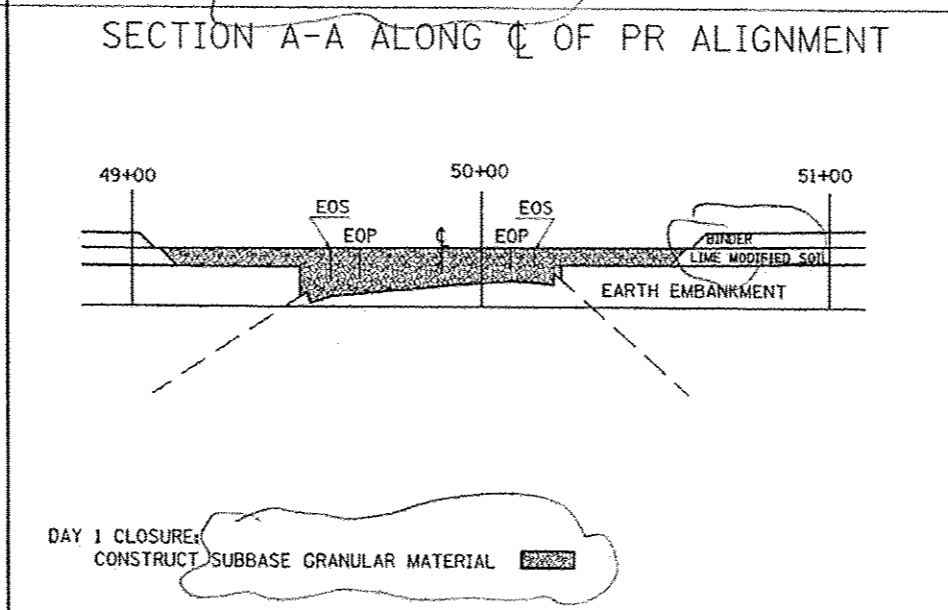 SECTION A-A ALONG ℄ OF PR ALIGNMENT
49+00 50+00 51+00
EOS EOS
EOP ℄ EOP BINDER
LIME MODIFIED SOIL
EARTH EMBANKMENT
DAY 1 CLOSURE:
CONSTRUCT SUBBASE GRANULAR MATERIAL